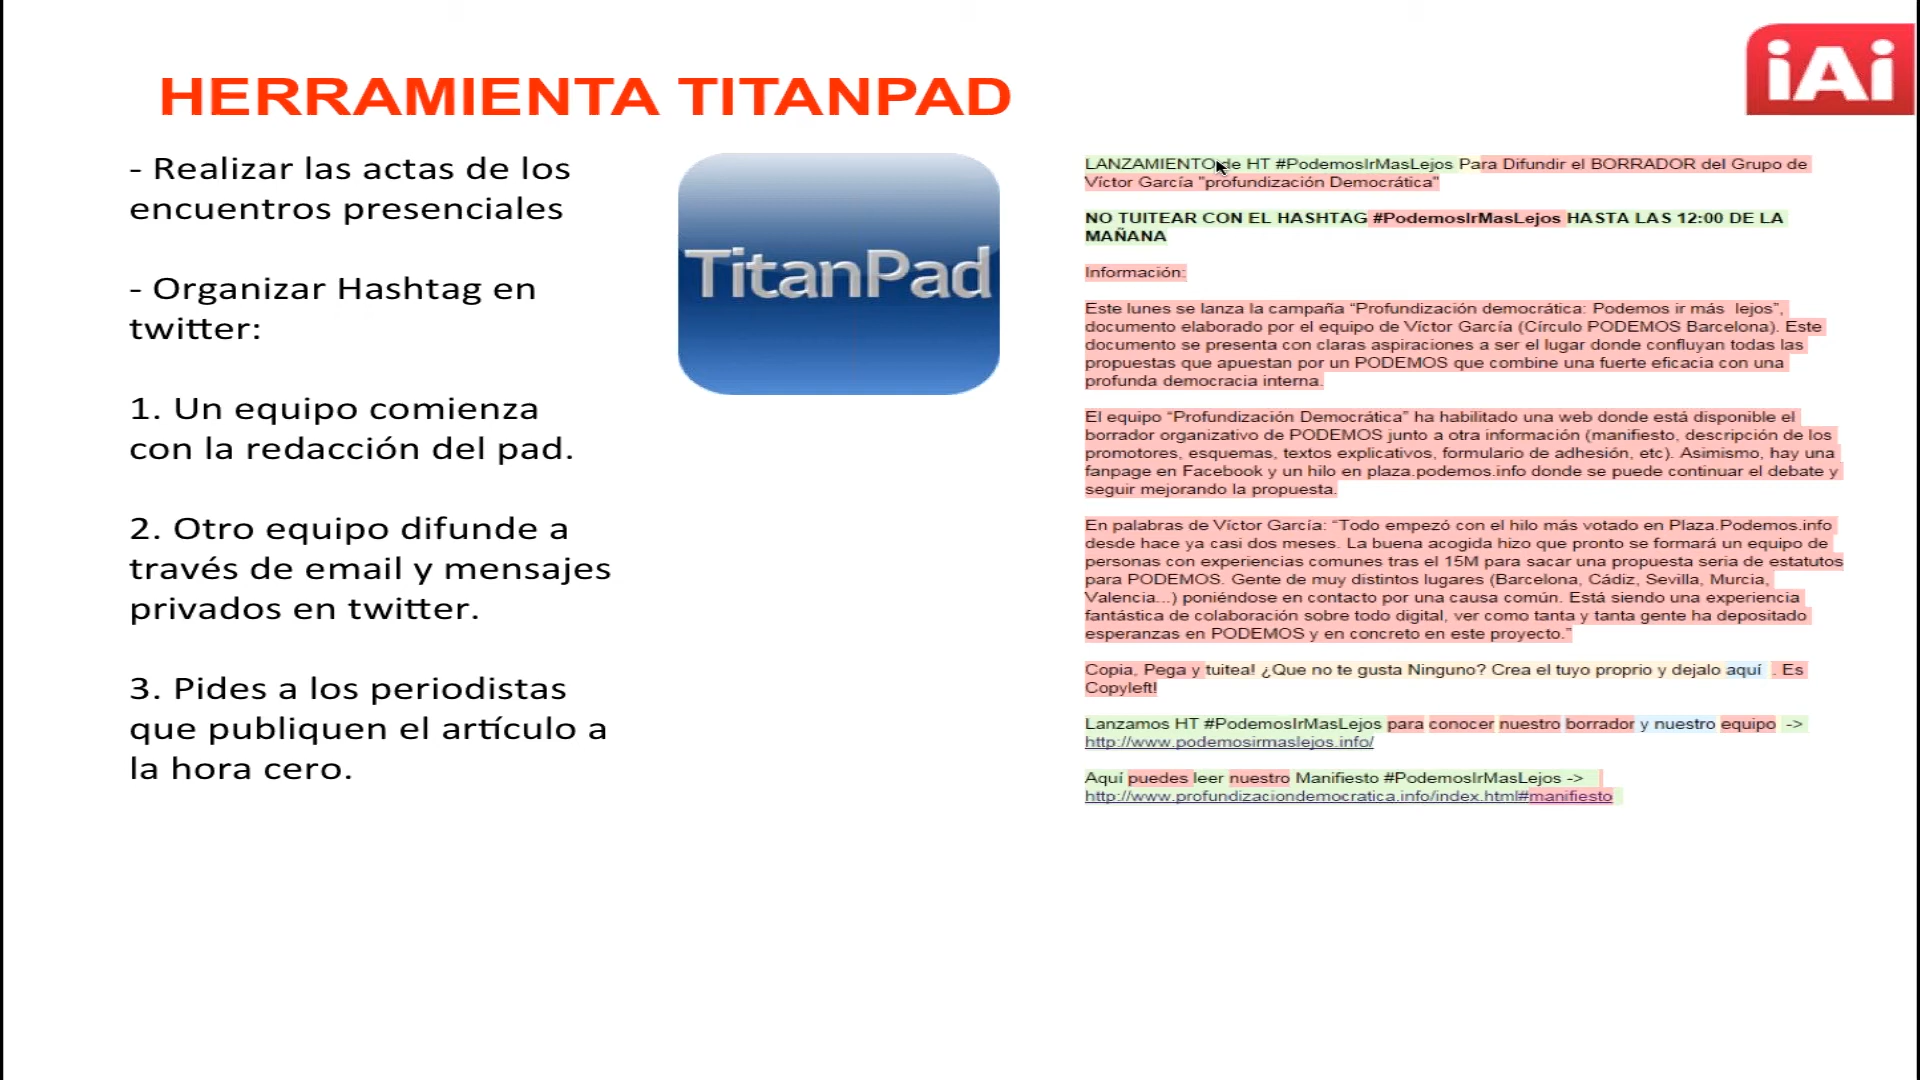 HERRAMIENTA TITANPAD
iAi
- Realizar las actas de los
encuentros presenciales
- Organizar Hashtag en
twitter:
1. Un equipo comienza
con la redacción del pad.
2. Otro equipo difunde a
través de email y mensajes
privados en twitter.
3. Pides a los periodistas
que publiquen el artículo a
la hora cero.
TitanPad
LANZAMIENTO de HT #PodemosIrMasLejos Para Difundir el BORRADOR del Grupo de
Víctor García "profundización Democrática"
NO TUITEAR CON EL HASHTAG #PodemosIrMasLejos HASTA LAS 12:00 DE LA
MAÑANA
Información:
Este lunes se lanza la campaña “Profundización democrática: Podemos ir más lejos”,
documento elaborado por el equipo de Víctor García (Círculo PODEMOS Barcelona). Este
documento se presenta con claras aspiraciones a ser el lugar donde confluyan todas las
propuestas que apuestan por un PODEMOS que combine una fuerte eficacia con una
profunda democracia interna.
El equipo “Profundización Democrática” ha habilitado una web donde está disponible el
borrador organizativo de PODEMOS junto a otra información (manifiesto, descripción de los
promotores, esquemas, textos explicativos, formulario de adhesión, etc). Asimismo, hay una
fanpage en Facebook y un hilo en plaza.podemos.info donde se puede continuar el debate y
seguir mejorando la propuesta.
En palabras de Víctor García: “Todo empezó con el hilo más votado en Plaza.Podemos.info
desde hace ya casi dos meses. La buena acogida hizo que pronto se formará un equipo de
personas con experiencias comunes tras el 15M para sacar una propuesta seria de estatutos
para PODEMOS. Gente de muy distintos lugares (Barcelona, Cádiz, Sevilla, Murcia,
Valencia...) poniéndose en contacto por una causa común. Está siendo una experiencia
fantástica de colaboración sobre todo digital, ver como tanta y tanta gente ha depositado
esperanzas en PODEMOS y en concreto en este proyecto.”
Copia, Pega y tuitea! ¿Que no te gusta Ninguno? Crea el tuyo proprio y dejalo aquí . Es
Copyleft!
Lanzamos HT #PodemosIrMasLejos para conocer nuestro borrador y nuestro equipo ->
http://www.podemosirmaslejos.info/
Aquí puedes leer nuestro Manifiesto #PodemosIrMasLejos ->
http://www.profundizaciondemocratica.info/index.html#manifiesto